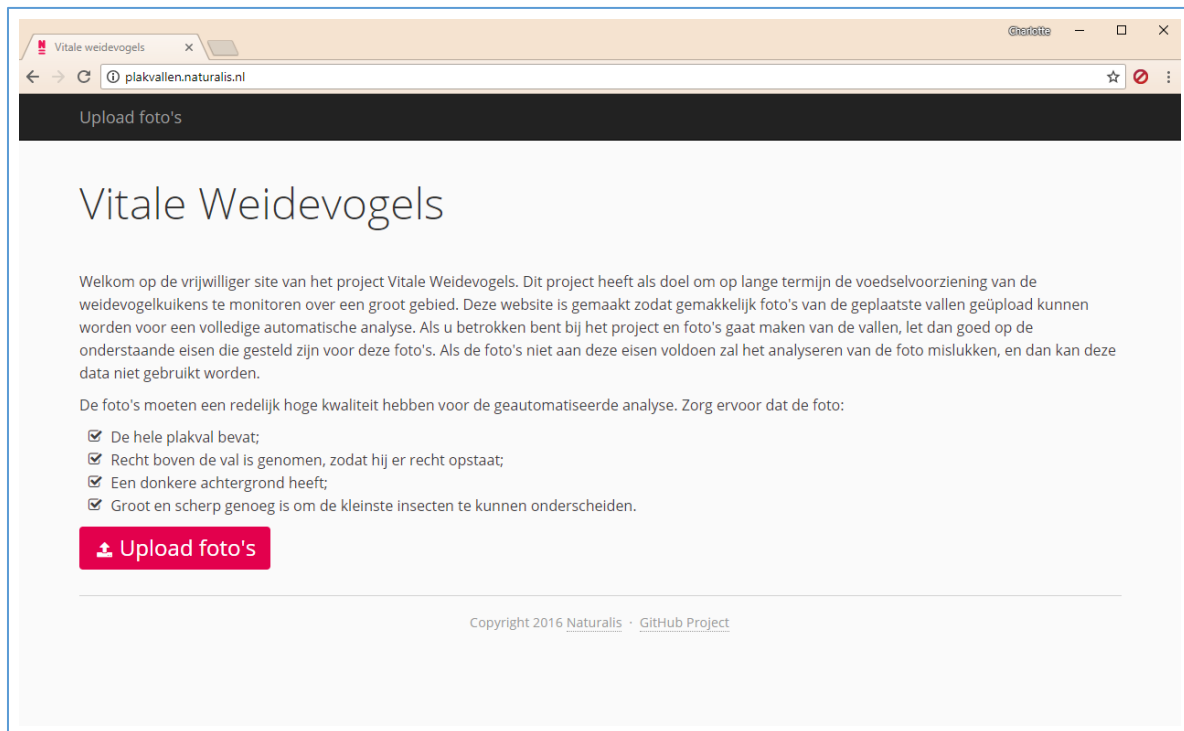 Charlotte
Vitale weidevogels
plakvallen.naturalis.nl
Upload foto's
Vitale Weidevogels
Welkom op de vrijwilliger site van het project Vitale Weidevogels. Dit project heeft als doel om op lange termijn de voedselvoorziening van de
weidevogelkuikens te monitoren over een groot gebied. Deze website is gemaakt zodat gemakkelijk foto's van de geplaatste vallen geüpload kunnen
worden voor een volledige automatische analyse. Als u betrokken bent bij het project en foto's gaat maken van de vallen, let dan goed op de
onderstaande eisen die gesteld zijn voor deze foto's. Als de foto's niet aan deze eisen voldoen zal het analyseren van de foto mislukken, en dan kan deze
data niet gebruikt worden.
De foto's moeten een redelijk hoge kwaliteit hebben voor de geautomatiseerde analyse. Zorg ervoor dat de foto:
De hele plakval bevat;
Recht boven de val is genomen, zodat hij er recht opstaat;
Een donkere achtergrond heeft;
Groot en scherp genoeg is om de kleinste insecten te kunnen onderscheiden.
Upload foto's
Copyright 2016 Naturalis · GitHub Project